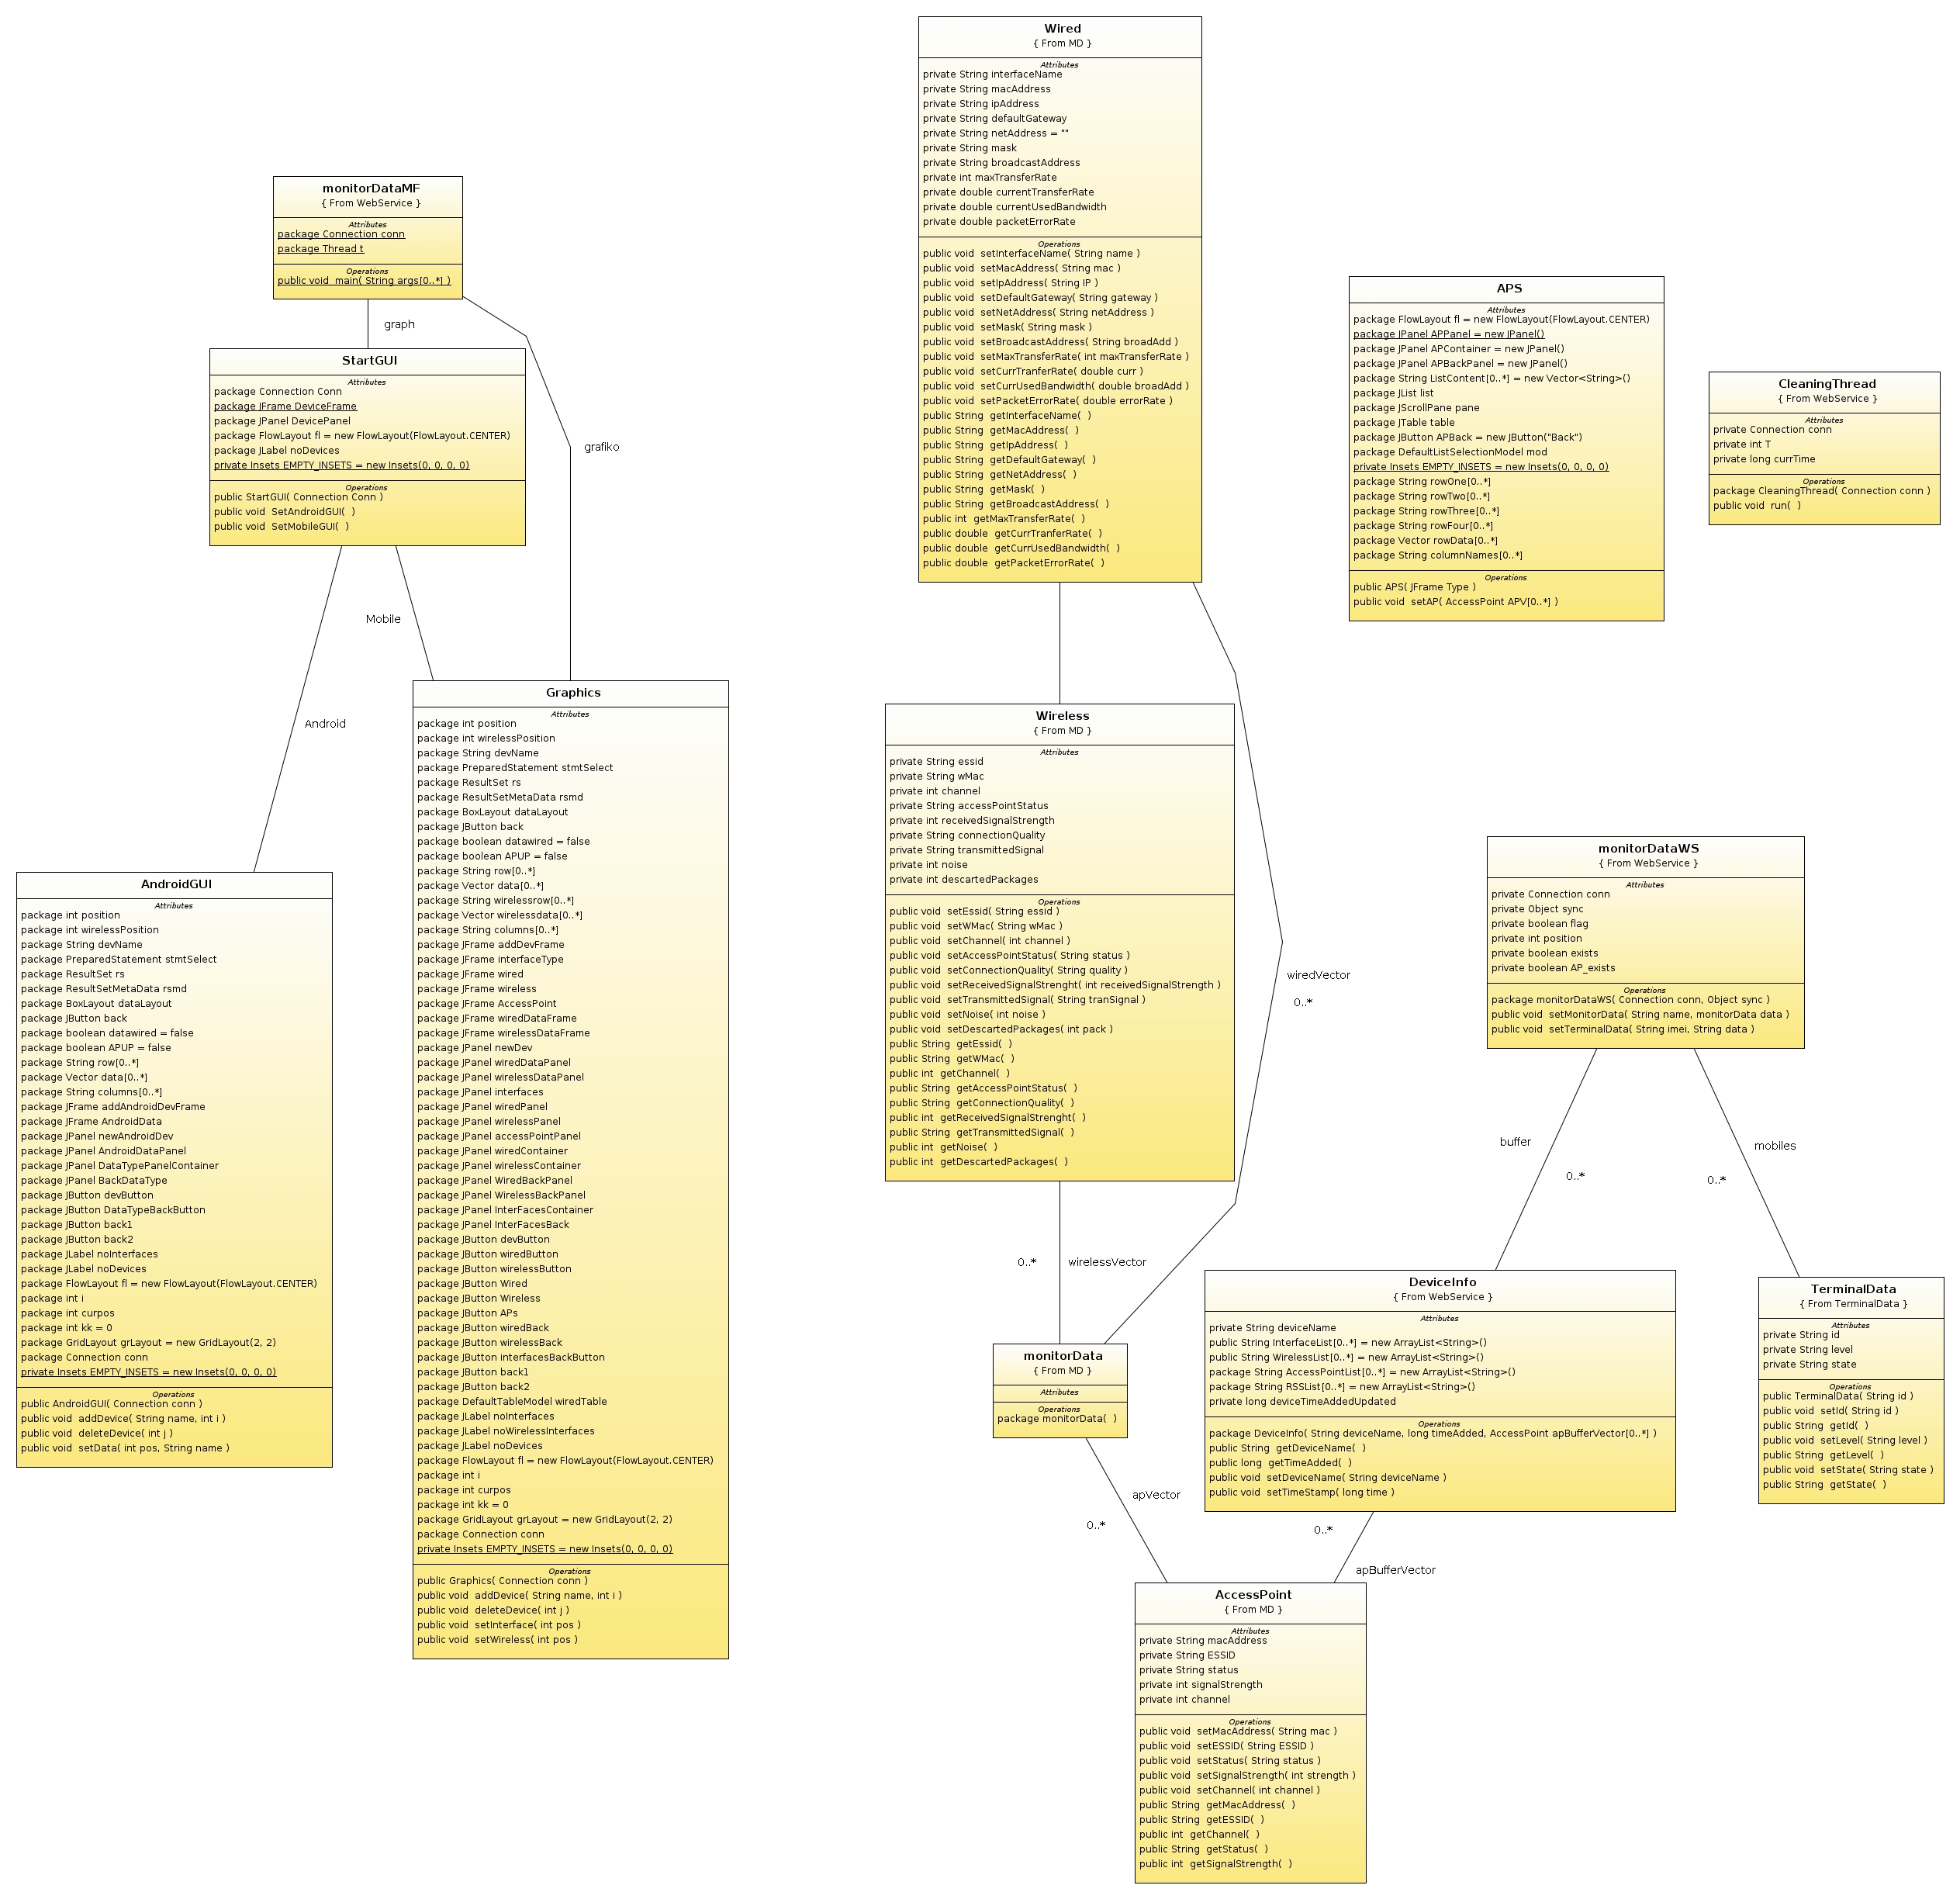 Wired
{ From MD }
Attributes
private String interfaceName
private String macAddress
private String ipAddress
private String defaultGateway
private String netAddress = ""
private String mask
private String broadcastAddress
private int maxTransferRate
private double currentTransferRate
private double currentUsedBandwidth
private double packetErrorRate
Operations
public void  setInterfaceName( String name )
public void  setMacAddress( String mac )
public void  setIpAddress( String IP )
public void  setDefaultGateway( String gateway )
public void  setNetAddress( String netAddress )
public void  setMask( String mask )
public void  setBroadcastAddress( String broadAdd )
public void  setMaxTransferRate( int maxTransferRate )
public void  setCurrTranferRate( double curr )
public void  setCurrUsedBandwidth( double broadAdd )
public void  setPacketErrorRate( double errorRate )
public String  getInterfaceName(  )
public String  getMacAddress(  )
public String  getIpAddress(  )
public String  getDefaultGateway(  )
public String  getNetAddress(  )
public String  getMask(  )
public String  getBroadcastAddress(  )
public int  getMaxTransferRate(  )
public double  getCurrTranferRate(  )
public double  getCurrUsedBandwidth(  )
public double  getPacketErrorRate(  )
monitorDataMF
{ From WebService }
Attributes
package Connection conn
package Thread t
Operations
public void  main( String args[0..*] )
graph
grafiko
StartGUI
Attributes
package Connection Conn
package JFrame DeviceFrame
package JPanel DevicePanel
package FlowLayout fl = new FlowLayout(FlowLayout.CENTER)
package JLabel noDevices
private Insets EMPTY_INSETS = new Insets(0, 0, 0, 0)
Operations
public StartGUI( Connection Conn )
public void  SetAndroidGUI(  )
public void  SetMobileGUI(  )
Mobile
Android
APS
Attributes
package FlowLayout fl = new FlowLayout(FlowLayout.CENTER)
package JPanel APPanel = new JPanel()
package JPanel APContainer = new JPanel()
package JPanel APBackPanel = new JPanel()
package String ListContent[0..*] = new Vector<String>()
package JList list
package JScrollPane pane
package JTable table
package JButton APBack = new JButton("Back")
package DefaultListSelectionModel mod
private Insets EMPTY_INSETS = new Insets(0, 0, 0, 0)
package String rowOne[0..*]
package String rowTwo[0..*]
package String rowThree[0..*]
package String rowFour[0..*]
package Vector rowData[0..*]
package String columnNames[0..*]
Operations
public APS( JFrame Type )
public void  setAP( AccessPoint APV[0..*] )
CleaningThread
{ From WebService }
Attributes
private Connection conn
private int T
private long currTime
Operations
package CleaningThread( Connection conn )
public void  run(  )
Graphics
Attributes
package int position
package int wirelessPosition
package String devName
package PreparedStatement stmtSelect
package ResultSet rs
package ResultSetMetaData rsmd
package BoxLayout dataLayout
package JButton back
package boolean datawired = false
package boolean APUP = false
package String row[0..*]
package Vector data[0..*]
package String wirelessrow[0..*]
package Vector wirelessdata[0..*]
package String columns[0..*]
package JFrame addDevFrame
package JFrame interfaceType
package JFrame wired
package JFrame wireless
package JFrame AccessPoint
package JFrame wiredDataFrame
package JFrame wirelessDataFrame
package JPanel newDev
package JPanel wiredDataPanel
package JPanel wirelessDataPanel
package JPanel interfaces
package JPanel wiredPanel
package JPanel wirelessPanel
package JPanel accessPointPanel
package JPanel wiredContainer
package JPanel wirelessContainer
package JPanel WiredBackPanel
package JPanel WirelessBackPanel
package JPanel InterFacesContainer
package JPanel InterFacesBack
package JButton devButton
package JButton wiredButton
package JButton wirelessButton
package JButton Wired
package JButton Wireless
package JButton APs
package JButton wiredBack
package JButton wirelessBack
package JButton interfacesBackButton
package JButton back1
package JButton back2
package DefaultTableModel wiredTable
package JLabel noInterfaces
package JLabel noWirelessInterfaces
package JLabel noDevices
package FlowLayout fl = new FlowLayout(FlowLayout.CENTER)
package int i
package int curpos
package int kk = 0
package GridLayout grLayout = new GridLayout(2, 2)
package Connection conn
private Insets EMPTY_INSETS = new Insets(0, 0, 0, 0)
Operations
public Graphics( Connection conn )
public void  addDevice( String name, int i )
public void  deleteDevice( int j )
public void  setInterface( int pos )
public void  setWireless( int pos )
AndroidGUI
Attributes
package int position
package int wirelessPosition
package String devName
package PreparedStatement stmtSelect
package ResultSet rs
package ResultSetMetaData rsmd
package BoxLayout dataLayout
package JButton back
package boolean datawired = false
package boolean APUP = false
package String row[0..*]
package Vector data[0..*]
package String columns[0..*]
package JFrame addAndroidDevFrame
package JFrame AndroidData
package JPanel newAndroidDev
package JPanel AndroidDataPanel
package JPanel DataTypePanelContainer
package JPanel BackDataType
package JButton devButton
package JButton DataTypeBackButton
package JButton back1
package JButton back2
package JLabel noInterfaces
package JLabel noDevices
package FlowLayout fl = new FlowLayout(FlowLayout.CENTER)
package int i
package int curpos
package int kk = 0
package GridLayout grLayout = new GridLayout(2, 2)
package Connection conn
private Insets EMPTY_INSETS = new Insets(0, 0, 0, 0)
Operations
public AndroidGUI( Connection conn )
public void  addDevice( String name, int i )
public void  deleteDevice( int j )
public void  setData( int pos, String name )
Wireless
{ From MD }
Attributes
private String essid
private String wMac
private int channel
private String accessPointStatus
private int receivedSignalStrength
private String connectionQuality
private String transmittedSignal
private int noise
private int descartedPackages
Operations
public void  setEssid( String essid )
public void  setWMac( String wMac )
public void  setChannel( int channel )
public void  setAccessPointStatus( String status )
public void  setConnectionQuality( String quality )
public void  setReceivedSignalStrenght( int receivedSignalStrength )
public void  setTransmittedSignal( String tranSignal )
public void  setNoise( int noise )
public void  setDescartedPackages( int pack )
public String  getEssid(  )
public String  getWMac(  )
public int  getChannel(  )
public String  getAccessPointStatus(  )
public String  getConnectionQuality(  )
public int  getReceivedSignalStrenght(  )
public String  getTransmittedSignal(  )
public int  getNoise(  )
public int  getDescartedPackages(  )
wiredVector
0..*
0..*
wirelessVector
monitorDataWS
{ From WebService }
Attributes
private Connection conn
private Object sync
private boolean flag
private int position
private boolean exists
private boolean AP_exists
Operations
package monitorDataWS( Connection conn, Object sync )
public void  setMonitorData( String name, monitorData data )
public void  setTerminalData( String imei, String data )
buffer
0..*
mobiles
0..*
monitorData
{ From MD }
Attributes
Operations
package monitorData(  )
DeviceInfo
{ From WebService }
Attributes
private String deviceName
public String InterfaceList[0..*] = new ArrayList<String>()
public String WirelessList[0..*] = new ArrayList<String>()
package String AccessPointList[0..*] = new ArrayList<String>()
package String RSSList[0..*] = new ArrayList<String>()
private long deviceTimeAddedUpdated
Operations
package DeviceInfo( String deviceName, long timeAdded, AccessPoint apBufferVector[0..*] )
public String  getDeviceName(  )
public long  getTimeAdded(  )
public void  setDeviceName( String deviceName )
public void  setTimeStamp( long time )
TerminalData
{ From TerminalData }
Attributes
private String id
private String level
private String state
Operations
public TerminalData( String id )
public void  setId( String id )
public String  getId(  )
public void  setLevel( String level )
public String  getLevel(  )
public void  setState( String state )
public String  getState(  )
apVector
0..*
0..*
apBufferVector
AccessPoint
{ From MD }
Attributes
private String macAddress
private String ESSID
private String status
private int signalStrength
private int channel
Operations
public void  setMacAddress( String mac )
public void  setESSID( String ESSID )
public void  setStatus( String status )
public void  setSignalStrength( int strength )
public void  setChannel( int channel )
public String  getMacAddress(  )
public String  getESSID(  )
public int  getChannel(  )
public String  getStatus(  )
public int  getSignalStrength(  )